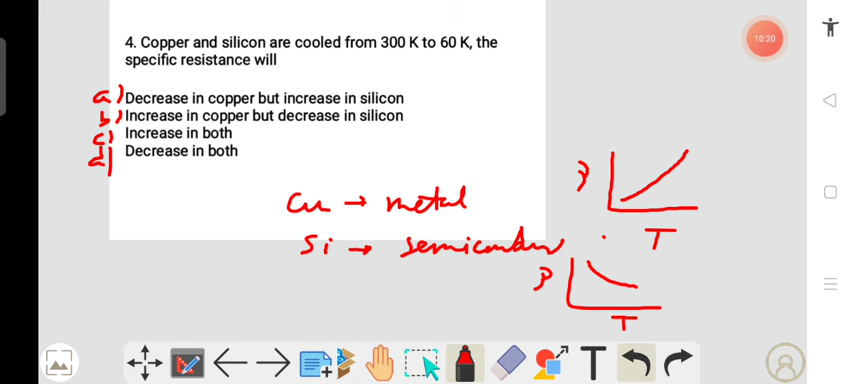 10:20
4. Copper and silicon are cooled from 300 K to 60 K, the
specific resistance will
a) Decrease in copper but increase in silicon
b) Increase in copper but decrease in silicon
c) Increase in both
d) Decrease in both
Cu → metal
ρ
T
Si → semicondu
ρ
T
T